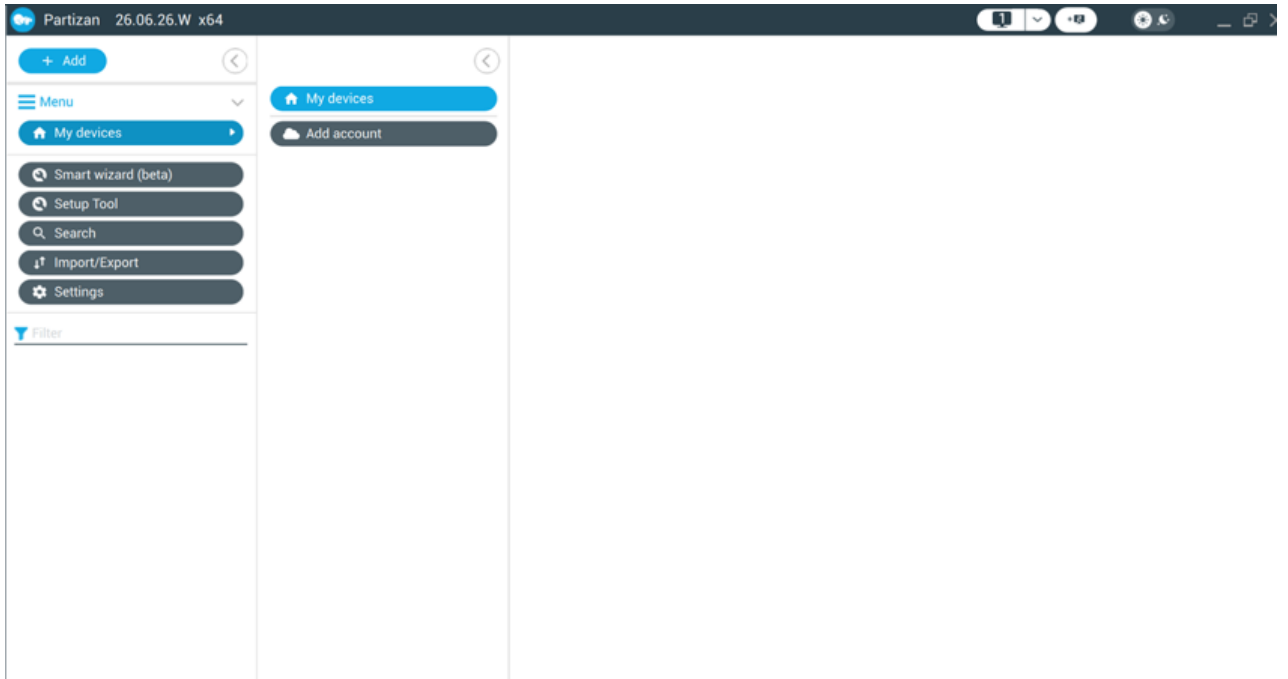 Partizan 26.06.26.W x64
1
+ Add
Menu
My devices
Smart wizard (beta)
Setup Tool
Search
Import/Export
Settings
Filter
My devices
Add account